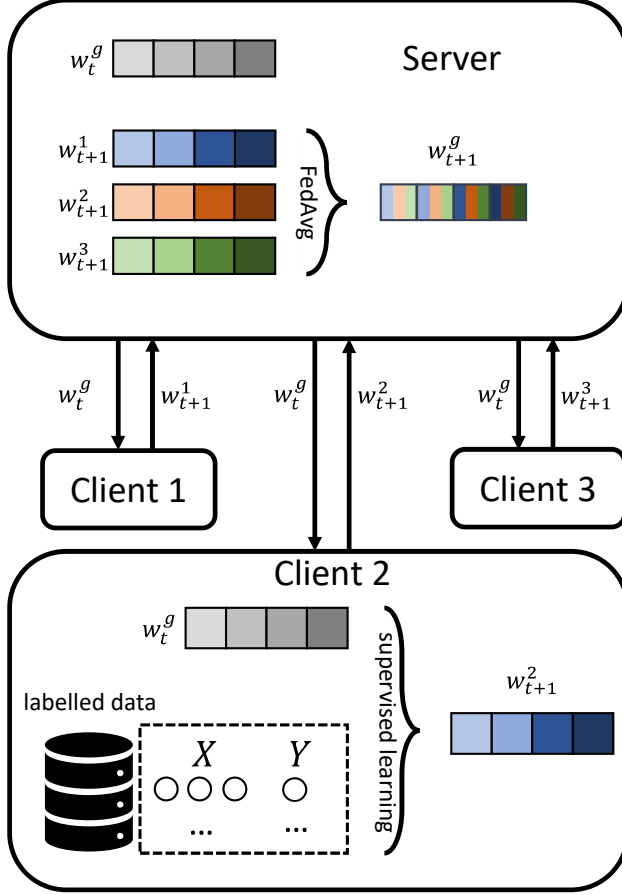 w_t^g
Server
w_{t+1}^1
w_{t+1}^2
w_{t+1}^3
FedAvg
w_{t+1}^g
w_t^g
w_{t+1}^1
w_t^g
w_{t+1}^2
w_t^g
w_{t+1}^3
Client 1
Client 3
Client 2
w_t^g
supervised learning
w_{t+1}^2
labelled data
X Y
... ...